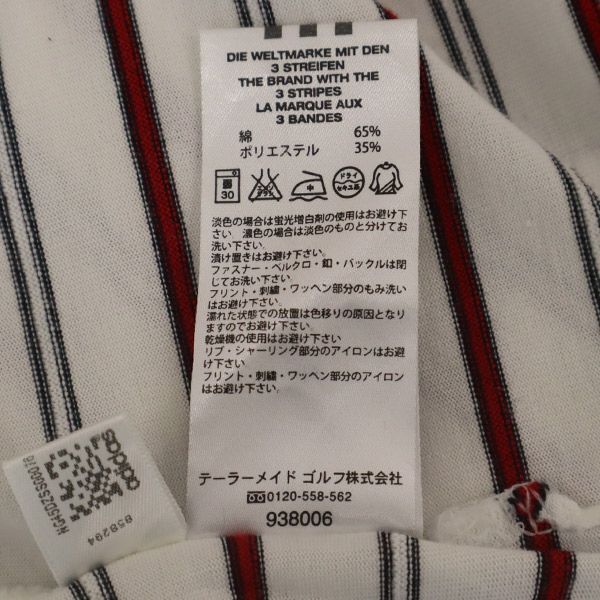 DIE WELTMARKE MIT DEN
3 STREIFEN
THE BRAND WITH THE
3 STRIPES
LA MARQUE AUX
3 BANDES
綿 65%
ポリエステル 35%
30
エンソ サラシ
中
ドライ
セキユ系
淡色の場合は蛍光増白剤の使用はお避け下
さい。濃色の場合は淡色のものと分けてお
洗い下さい。
漬け置きはお避け下さい。
ファスナー・ベルクロ・釦・バックルは閉
じてお洗い下さい。
プリント・刺繍・ワッペン部分のもみ洗い
はお避け下さい。
濡れた状態での放置は色移りの原因となり
ますのでお避け下さい。
乾燥機の使用はお避け下さい。
リブ・シャーリング部分のアイロンはお避
け下さい。
プリント・刺繍・ワッペン部分のアイロン
はお避け下さい。
テーラーメイド ゴルフ株式会社
0120-558-562
938006
adidas
858294